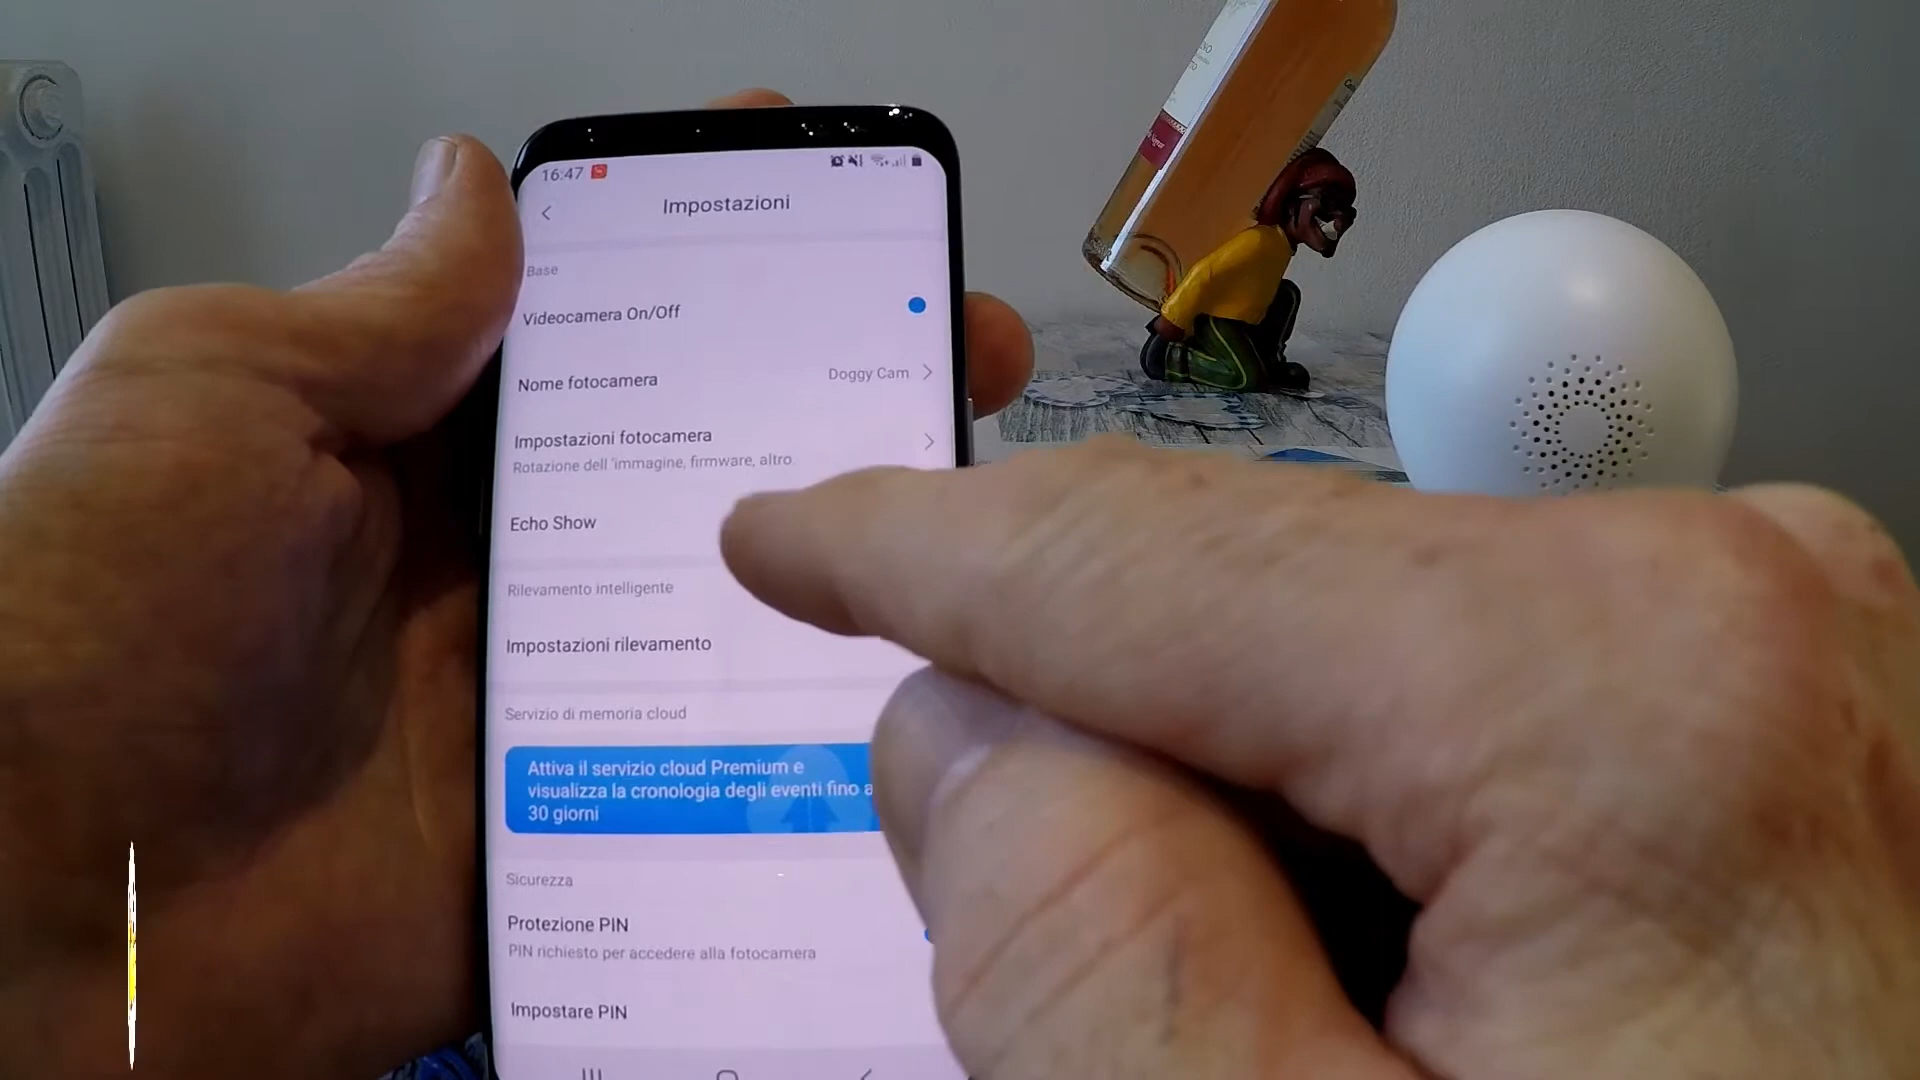 16:47
Impostazioni
Base
Videocamera On/Off
Nome fotocamera
Doggy Cam
Impostazioni fotocamera
Rotazione dell 'immagine, firmware, altro.
Echo Show
Rilevamento intelligente
Impostazioni rilevamento
Servizio di memoria cloud
Attiva il servizio cloud Premium e
visualizza la cronologia degli eventi fino a
30 giorni
Sicurezza
Protezione PIN
PIN richiesto per accedere alla fotocamera
Impostare PIN